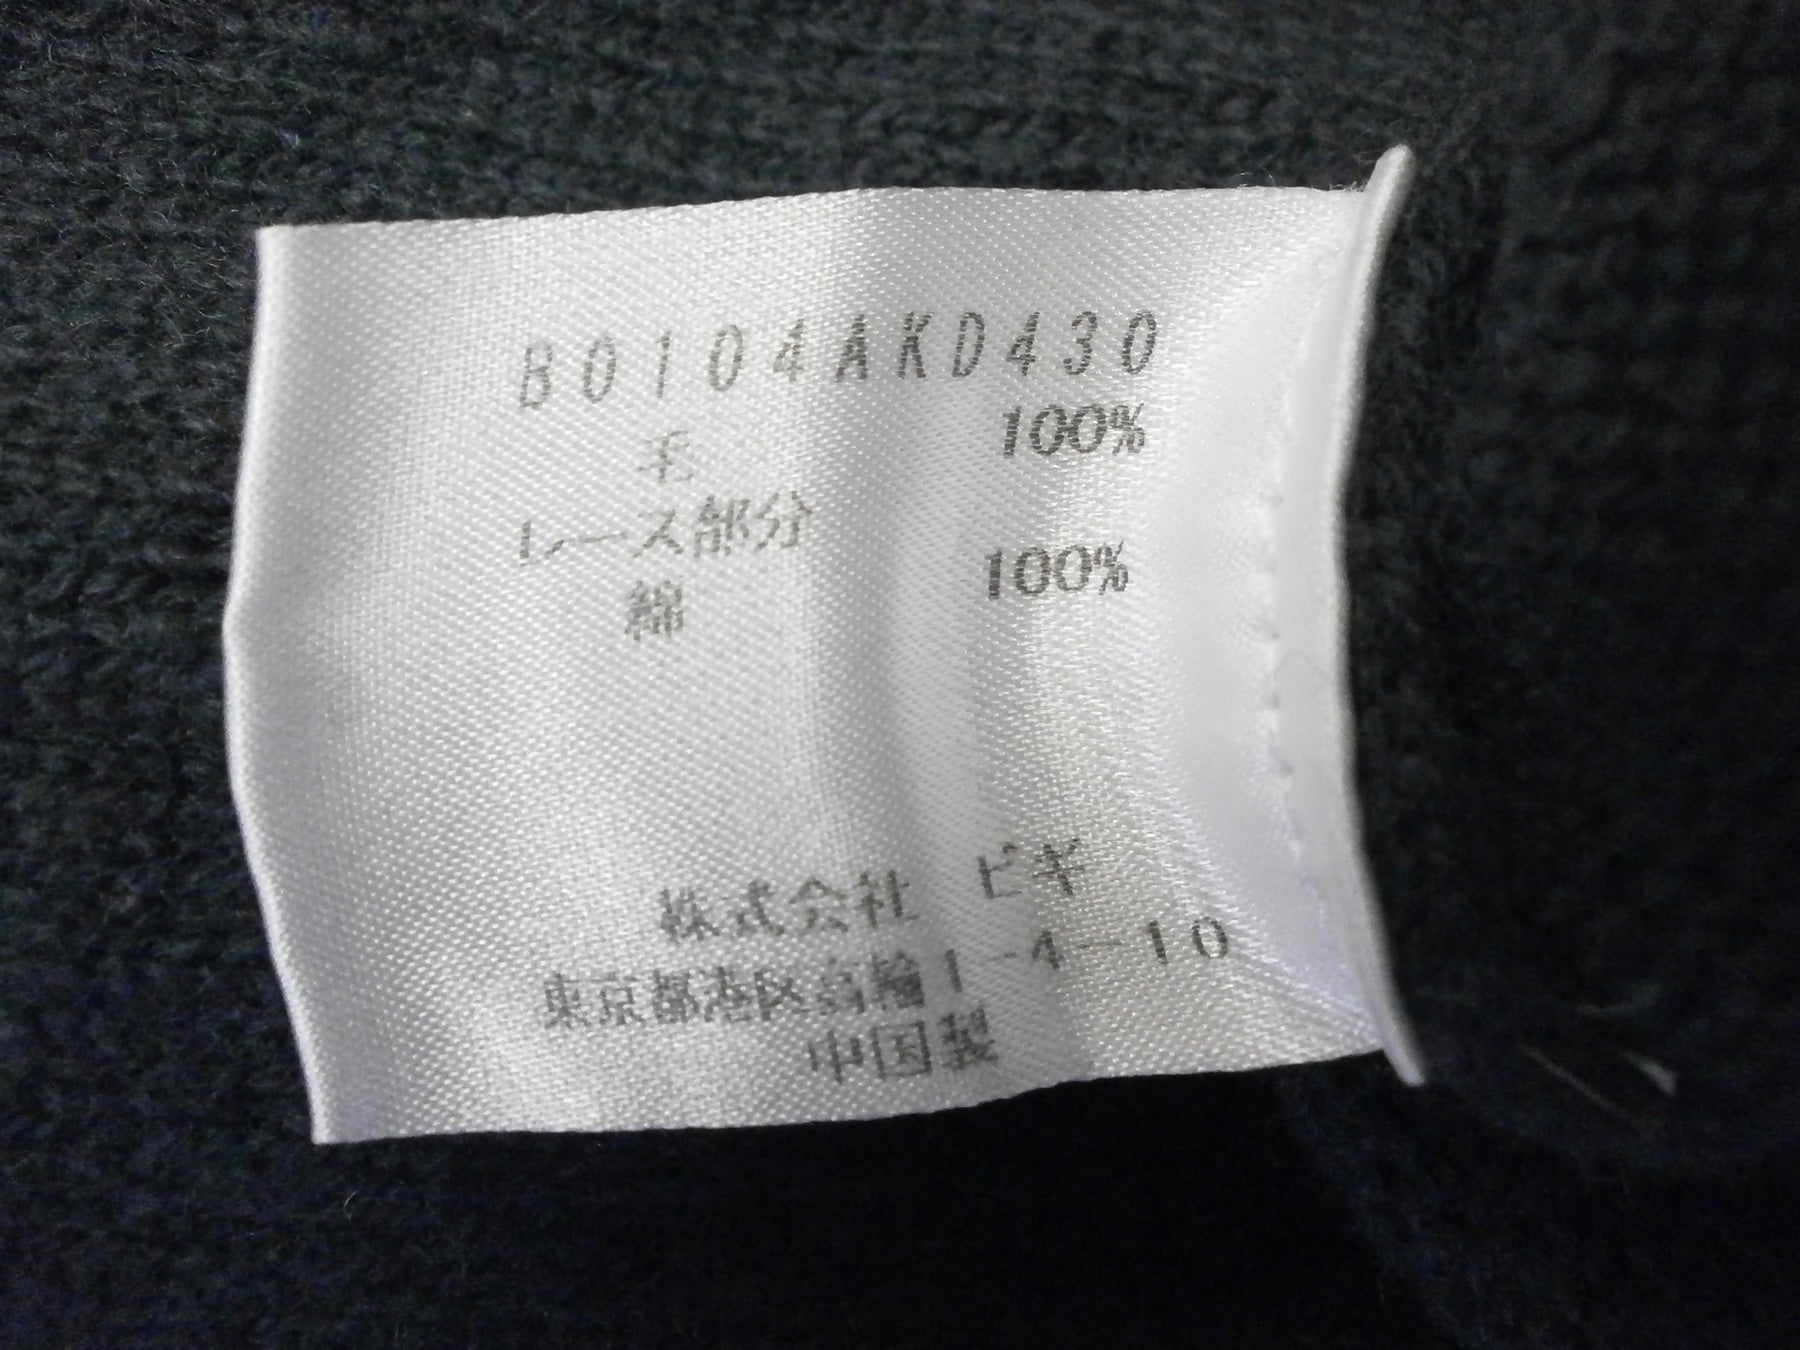 B0104AKD430
毛 100%
レース部分
綿 100%
株式会社 ビギ
東京都港区高輪1-4-10
中国製